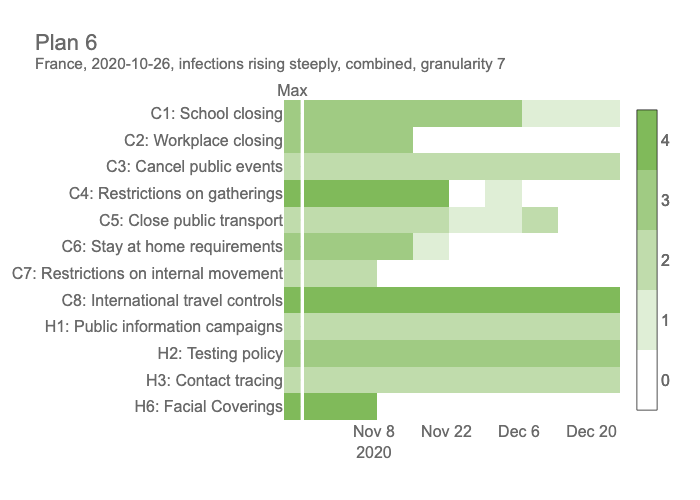 Plan 6
France, 2020-10-26, infections rising steeply, combined, granularity 7
Max
C1: School closing
C2: Workplace closing
C3: Cancel public events
C4: Restrictions on gatherings
C5: Close public transport
C6: Stay at home requirements
C7: Restrictions on internal movement
C8: International travel controls
H1: Public information campaigns
H2: Testing policy
H3: Contact tracing
H6: Facial Coverings
Nov 8 Nov 22 Dec 6 Dec 20
2020
4
3
2
1
0